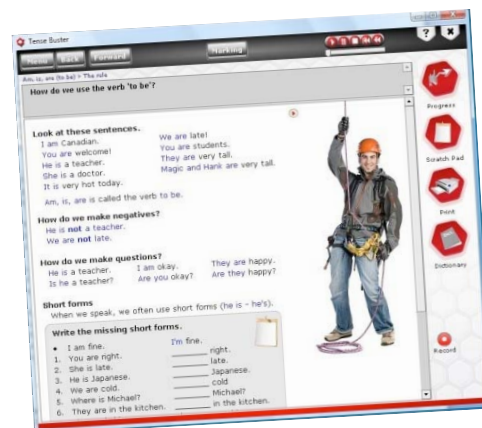 Tense Buster
Menu Back Forward Marking
? X
Am, is, are (to be) > The rule
How do we use the verb 'to be'?
Progress
Scratch Pad
Print
Dictionary
Record
Look at these sentences.
I am Canadian. We are late!
You are welcome! You are students.
He is a teacher. They are very tall.
She is a doctor. Magic and Hank are very tall.
It is very hot today.
Am, is, are is called the verb to be.
How do we make negatives?
He is not a teacher.
We are not late.
How do we make questions?
He is a teacher. I am okay. They are happy.
Is he a teacher? Are you okay? Are they happy?
Short forms
When we speak, we often use short forms (he is – he's).
Write the missing short forms.
• I am fine. I'm fine.
1. You are right. ______ right.
2. She is late. ______ late.
3. He is Japanese. ______ Japanese.
4. We are cold. ______ cold
5. Where is Michael? ______ Michael?
6. They are in the kitchen. ______ in the kitchen.